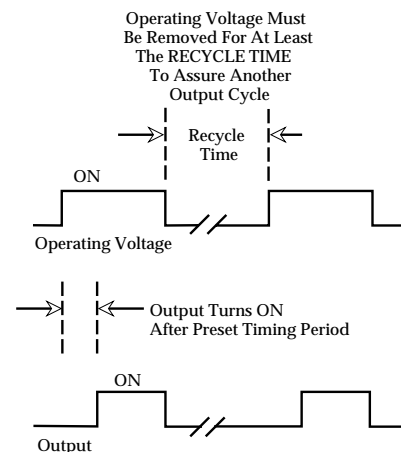 Operating Voltage Must
Be Removed For At Least
The RECYCLE TIME
To Assure Another
Output Cycle
Recycle
Time
ON
Operating Voltage
Output Turns ON
After Preset Timing Period
ON
Output